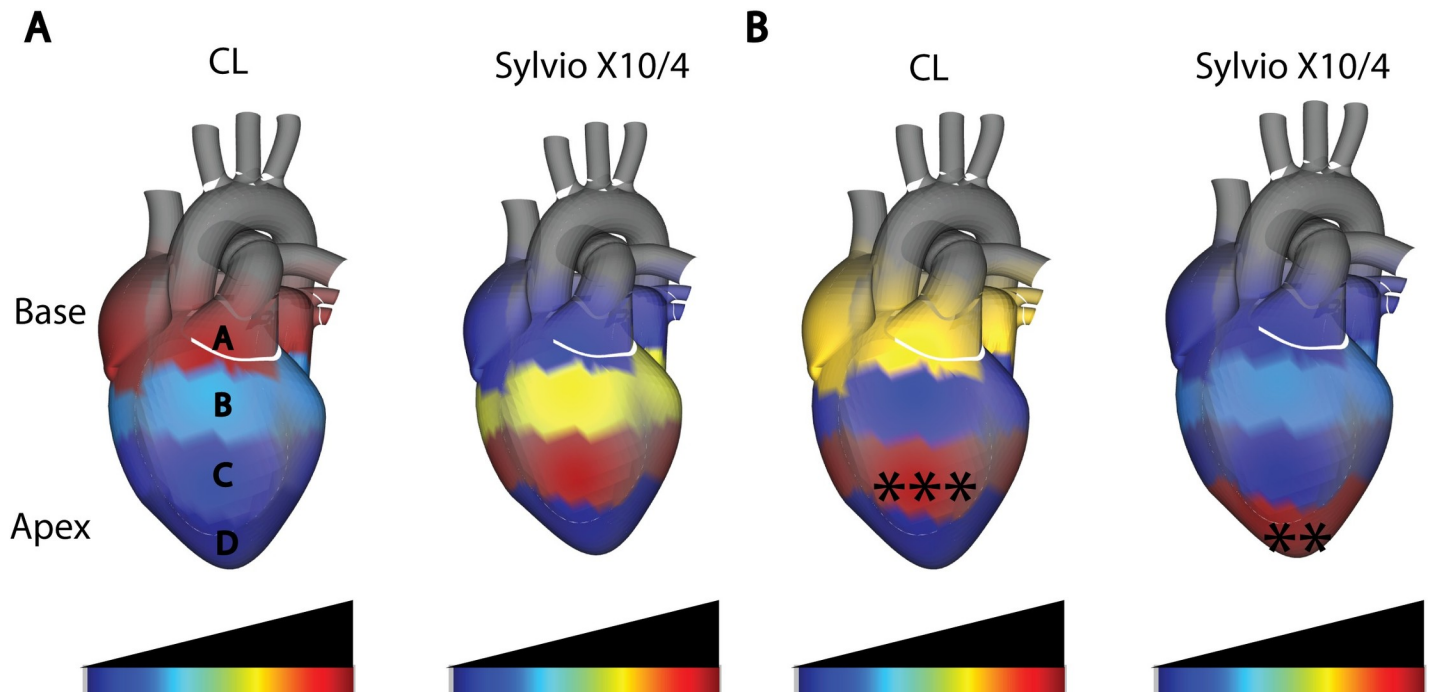 A
B
CL
Sylvio X10/4
CL
Sylvio X10/4
Base
A
B
C
***
Apex
D
**